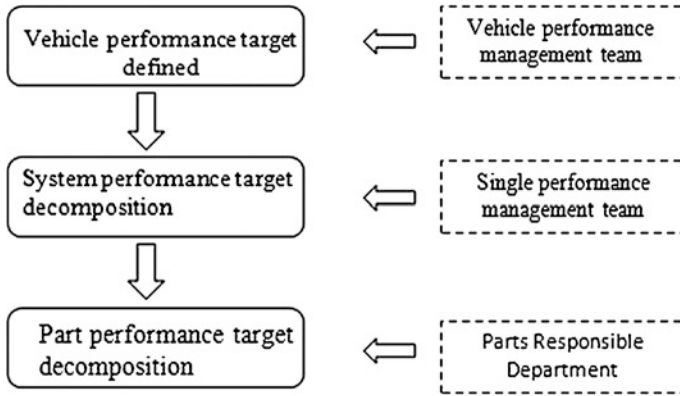 Vehicle performance target
defined
Vehicle performance
management team
System performance target
decomposition
Single performance
management team
Part performance target
decomposition
Parts Responsible
Department